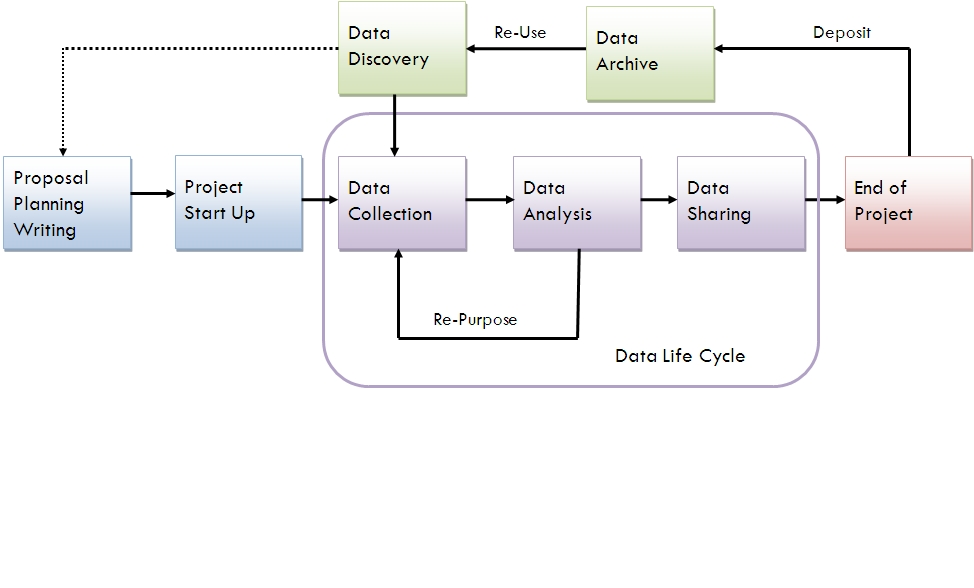 Data
Discovery
Re-Use
Data
Archive
Deposit
Proposal
Planning
Writing
Project
Start Up
Data
Collection
Data
Analysis
Data
Sharing
End of
Project
Re-Purpose
Data Life Cycle